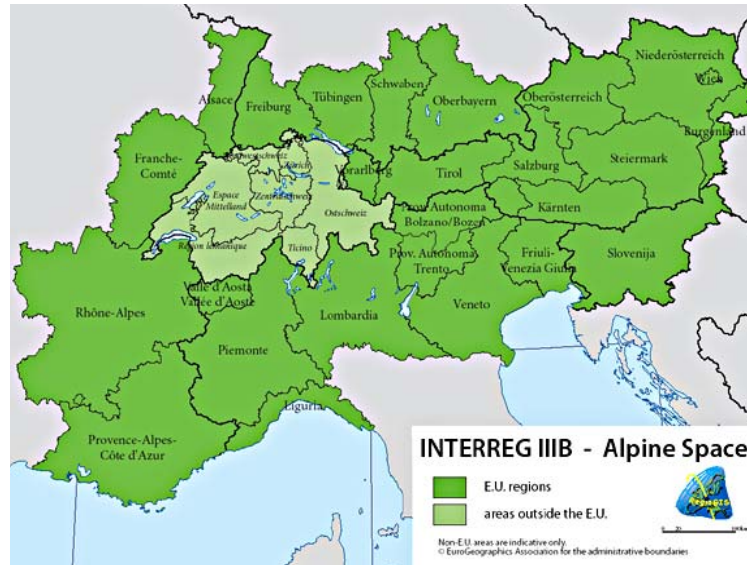 Niederösterreich
Wien
Alsace
Freiburg
Tübingen
Schwaben
Oberbayern
Oberösterreich
Burgenland
Franche-
Comté
Vorarlberg
Tirol
Salzburg
Steiermark
Zürich
Espace
Mittelland
Zentralschweiz
Ostschweiz
Prov. Autonoma
Bolzano/Bozen
Kärnten
Région lémanique
Ticino
Prov. Autonoma
Trento
Friuli-
Venezia Giulia
Slovenija
Valle d'Aosta
Vallée d'Aoste
Rhône-Alpes
Lombardia
Veneto
Piemonte
Liguria
Provence-Alpes-
Côte d'Azur
INTERREG IIIB - Alpine Space
E.U. regions
areas outside the E.U.
Non-E.U. areas are indicative only.
© EuroGeographics Association for the administrative boundaries